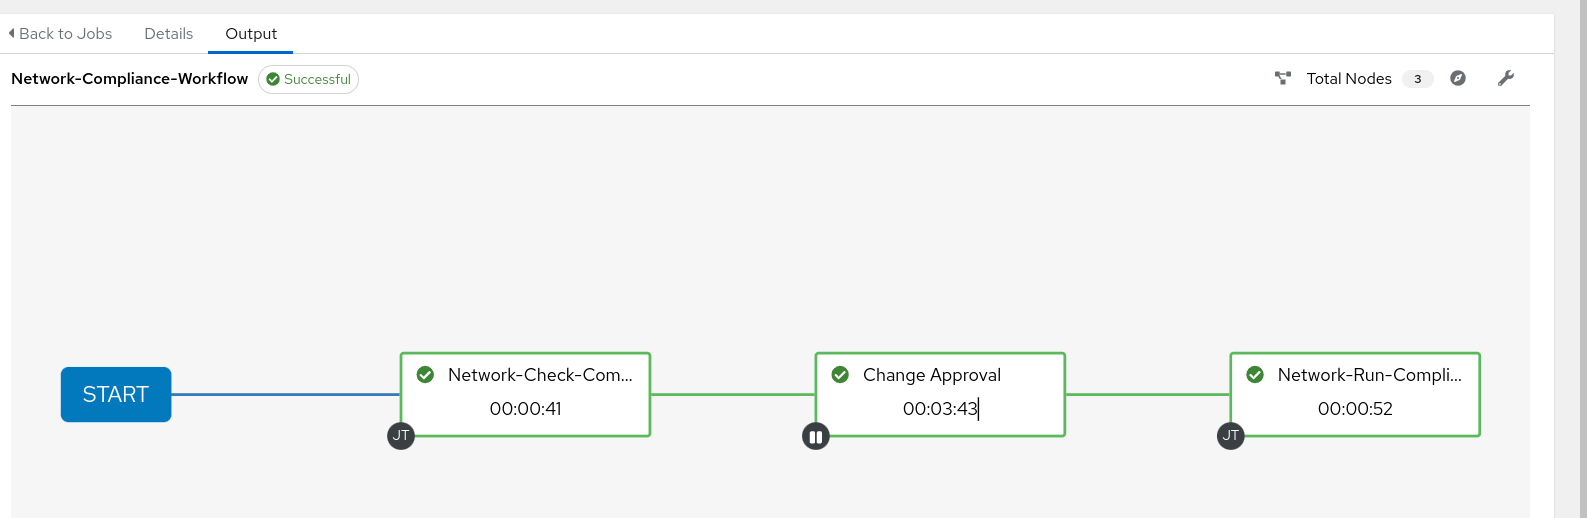 Back to Jobs Details Output
Network-Compliance-Workflow Successful Total Nodes 3
START
Network-Check-Com...
00:00:41
JT
Change Approval
00:03:43
Network-Run-Compli...
00:00:52
JT